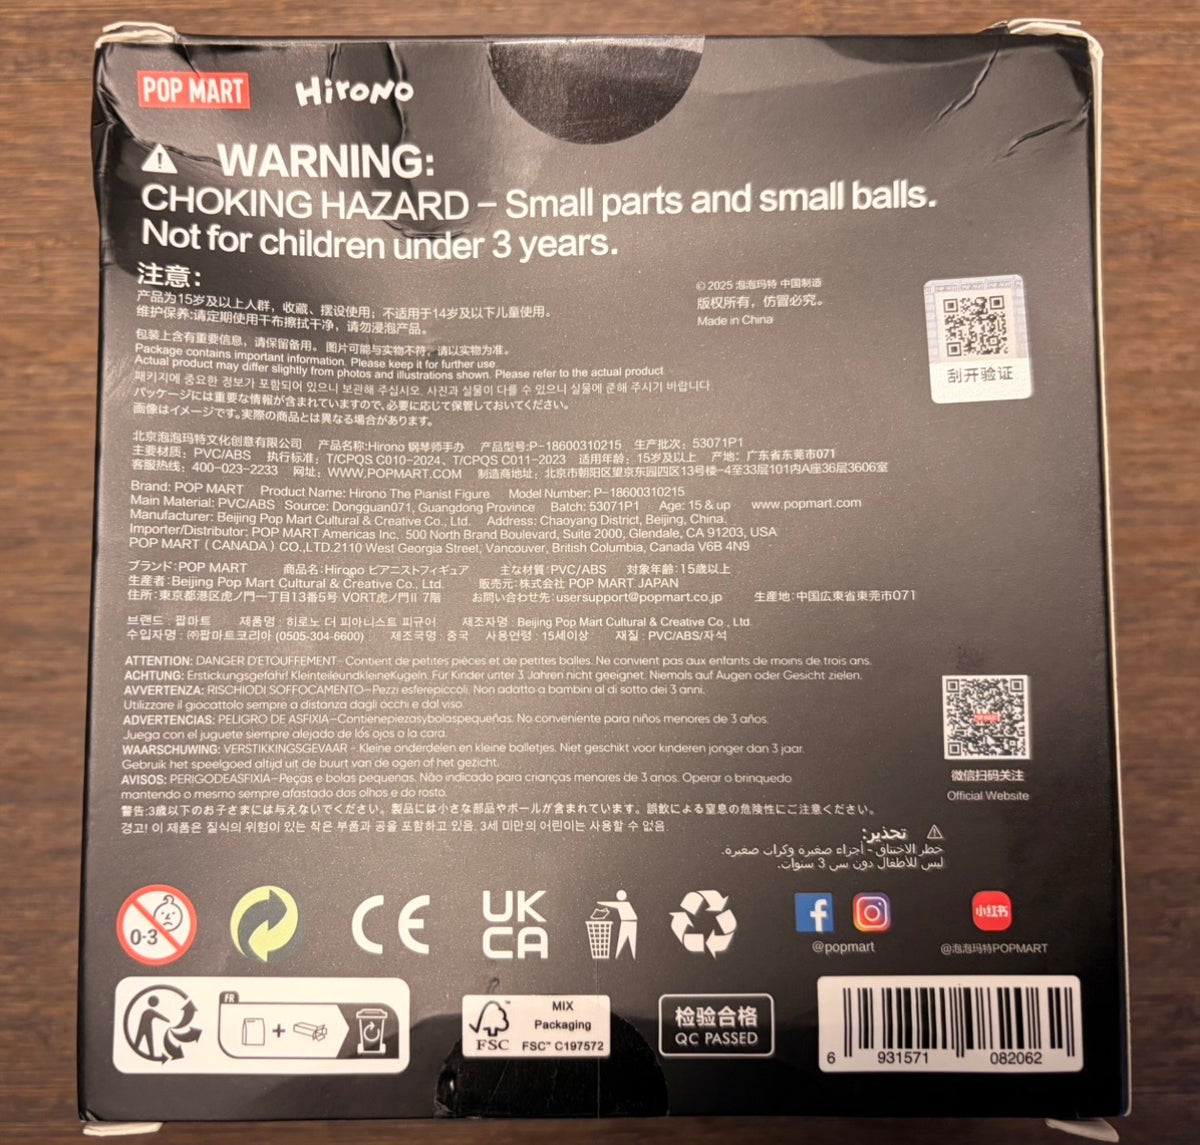 POP MART Hirono
WARNING:
CHOKING HAZARD – Small parts and small balls.
Not for children under 3 years.
注意:
产品为15岁及以上人群，收藏、摆设使用；不适用于14岁及以下儿童使用。
维护保养:请定期使用干布擦拭干净，请勿浸泡产品。
© 2025 泡泡玛特 中国制造
版权所有，仿冒必究。
Made in China
刮开验证
包装上含有重要信息，请保留备用。图片可能与实物不符，请以实物为准。
Package contains important information. Please keep it for further use.
Actual product may differ slightly from photos and illustrations shown. Please refer to the actual product
패키지에 중요한 정보가 포함되어 있으니 보관해 주십시오. 사진과 실물이 다를 수 있으니 실물에 준해 주시기 바랍니다.
パッケージには重要な情報が含まれていますので、必要に応じて保管しておいてください。
画像はイメージです。実際の商品とは異なる場合があります。
北京泡泡玛特文化创意有限公司 产品名称:Hirono 钢琴师手办 产品型号:P-18600310215 生产批次: 53071P1
主要材质: PVC/ABS 执行标准: T/CPQS C010-2024、T/CPQS C011-2023 适用年龄: 15岁及以上 产地: 广东省东莞市071
客服热线: 400-023-2233 网址: WWW.POPMART.COM 制造商地址: 北京市朝阳区望京东园四区13号楼-4至33层101内A座36层3606室
Brand: POP MART Product Name: Hirono The Pianist Figure Model Number: P-18600310215
Main Material: PVC/ABS Source: Dongguan071, Guangdong Province Batch: 53071P1 Age: 15 & up www.popmart.com
Manufacturer: Beijing Pop Mart Cultural & Creative Co., Ltd. Address: Chaoyang District, Beijing, China.
Importer/Distributor: POP MART Americas Inc. 500 North Brand Boulevard, Suite 2000, Glendale, CA 91203, USA
POP MART (CANADA) CO.,LTD.2110 West Georgia Street, Vancouver, British Columbia, Canada V6B 4N9
ブランド:POP MART 商品名:Hirono ピアニストフィギュア 主な材質:PVC/ABS 対象年齢:15歳以上
生産者:Beijing Pop Mart Cultural & Creative Co., Ltd. 販売元:株式会社 POP MART JAPAN
住所:東京都港区虎ノ門一丁目13番5号 VORT虎ノ門II 7階 お問い合わせ先:usersupport@popmart.co.jp 生産地:中国広東省東莞市071
브랜드 : 팝마트 제품명 : 히로노 더 피아니스트 피규어 제조자명 : Beijing Pop Mart Cultural & Creative Co., Ltd.
수입자명 : ㈜팝마트코리아 (0505-304-6600) 제조국명 : 중국 사용연령 : 15세이상 재질 : PVC/ABS/자석
ATTENTION: DANGER D'ETOUFFEMENT- Contient de petites pièces et de petites balles. Ne convient pas aux enfants de moins de trois ans.
ACHTUNG: Erstickungsgefahr! KleinteileundkleineKugeln. Für Kinder unter 3 Jahren nicht geeignet. Niemals auf Augen oder Gesicht zielen.
AVVERTENZA: RISCHIODI SOFFOCAMENTO–Pezzi esferepiccoli. Non adatto a bambini al di sotto dei 3 anni.
Utilizzare il giocattolo sempre a distanza dagli occhi e dal viso.
ADVERTENCIAS: PELIGRO DE ASFIXIA–Contienepiezasybolaspequeñas. No conveniente para niños menores de 3 años.
Juega con el juguete siempre alejado de los ojos o la cara.
WAARSCHUWING: VERSTIKKINGSGEVAAR - Kleine onderdelen en kleine balletjes. Niet geschikt voor kinderen jonger dan 3 jaar.
Gebruik het speelgoed altijd uit de buurt van de ogen of het gezicht.
AVISOS: PERIGODEASFIXIA–Peças e bolas pequenas. Não indicado para crianças menores de 3 anos. Operar o brinquedo
mantendo o mesmo sempre afastado das olhos e do rosto.
警告:3歳以下のお子さまには与えないでください。製品には小さな部品やボールが含まれています。誤飲による窒息の危険性にご注意ください。
경고! 이 제품은 질식의 위험이 있는 작은 부품과 공을 포함하고 있음. 3세 미만의 어린이는 사용할 수 없음.
微信扫码关注
Official Website
تحذير:
خطر الاختناق - أجزاء صغيرة وكرات صغيرة.
ليس للأطفال دون سن 3 سنوات.
0-3
CE
UK
CA
@popmart
小红书
@泡泡玛特POPMART
FR
FSC
MIX
Packaging
FSC™ C197572
检验合格
QC PASSED
6 931571 082062